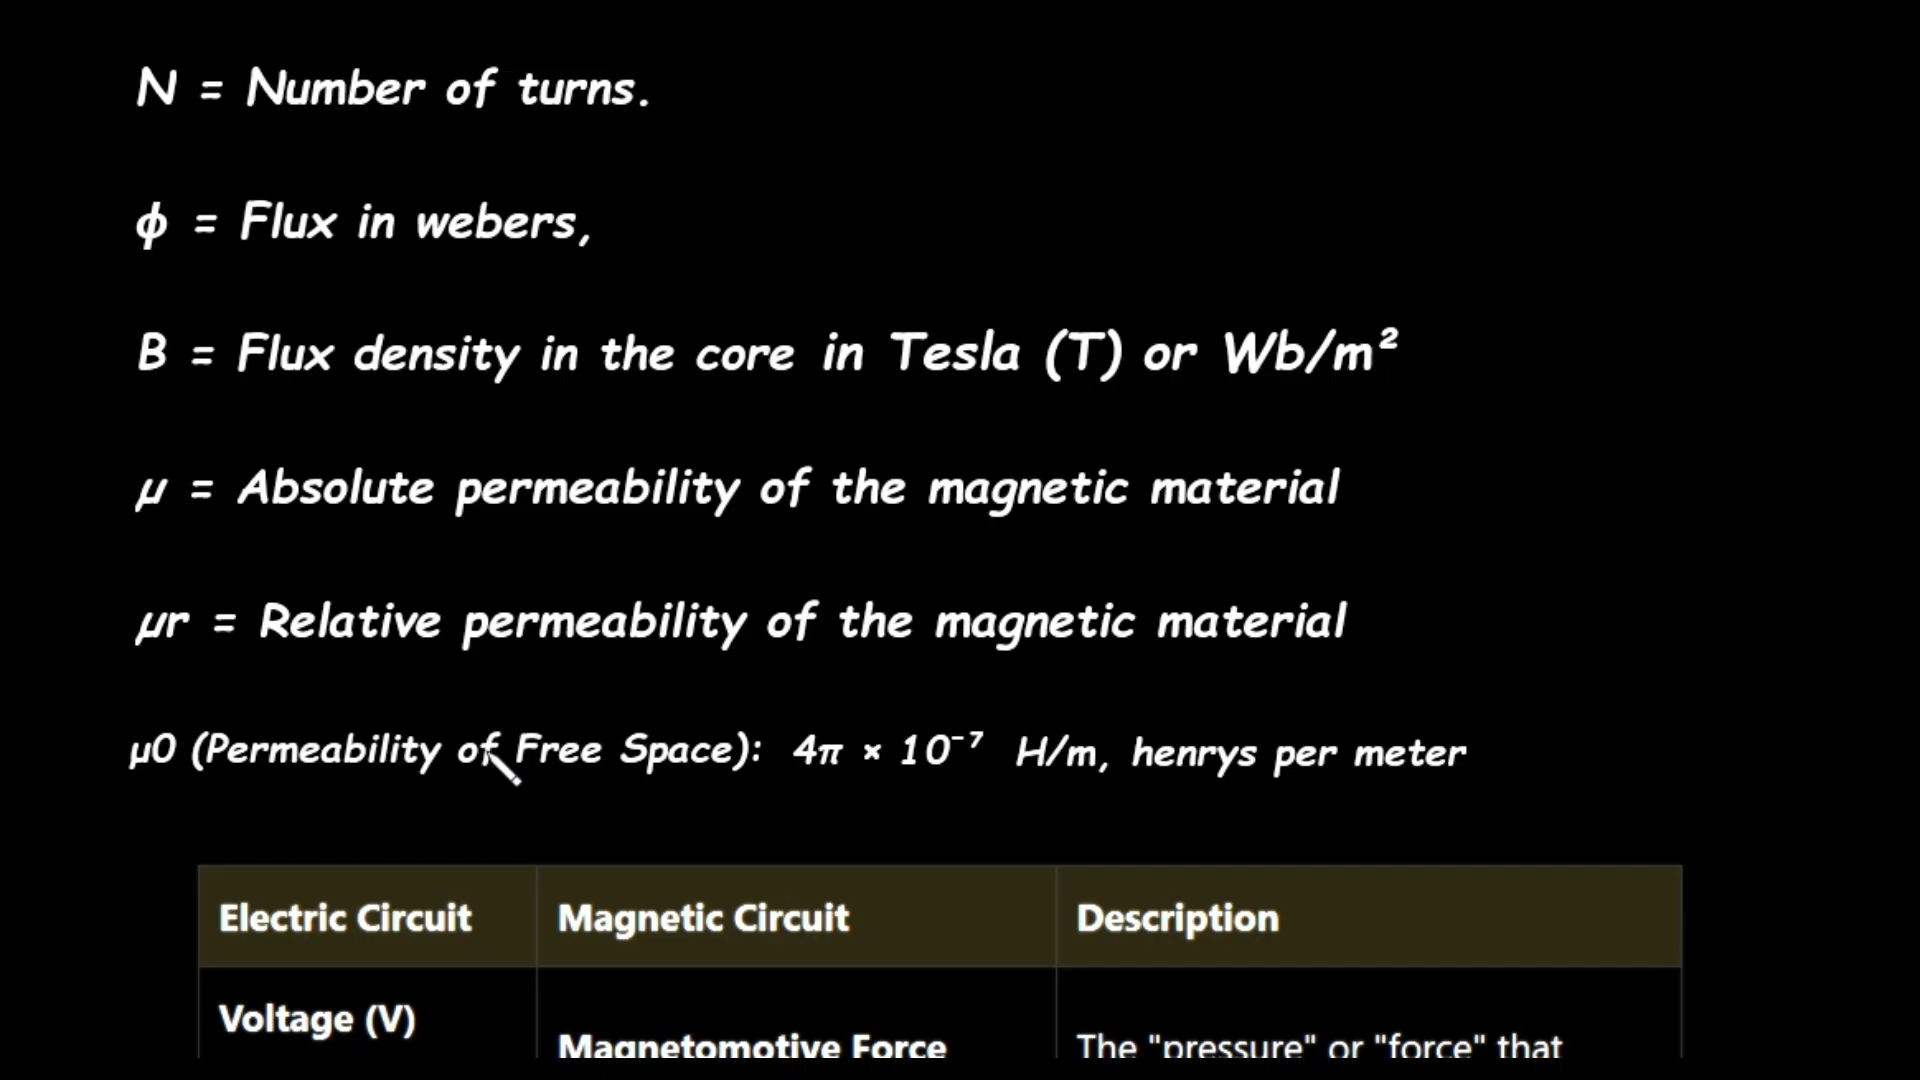 N = Number of turns.
ϕ = Flux in webers,
B = Flux density in the core in Tesla (T) or Wb/m²
μ = Absolute permeability of the magnetic material
μr = Relative permeability of the magnetic material
μ0 (Permeability of Free Space): 4π × 10⁻⁷ H/m, henrys per meter
Electric Circuit Magnetic Circuit Description
Voltage (V)
Magnetomotive Force The "pressure" or "force" that